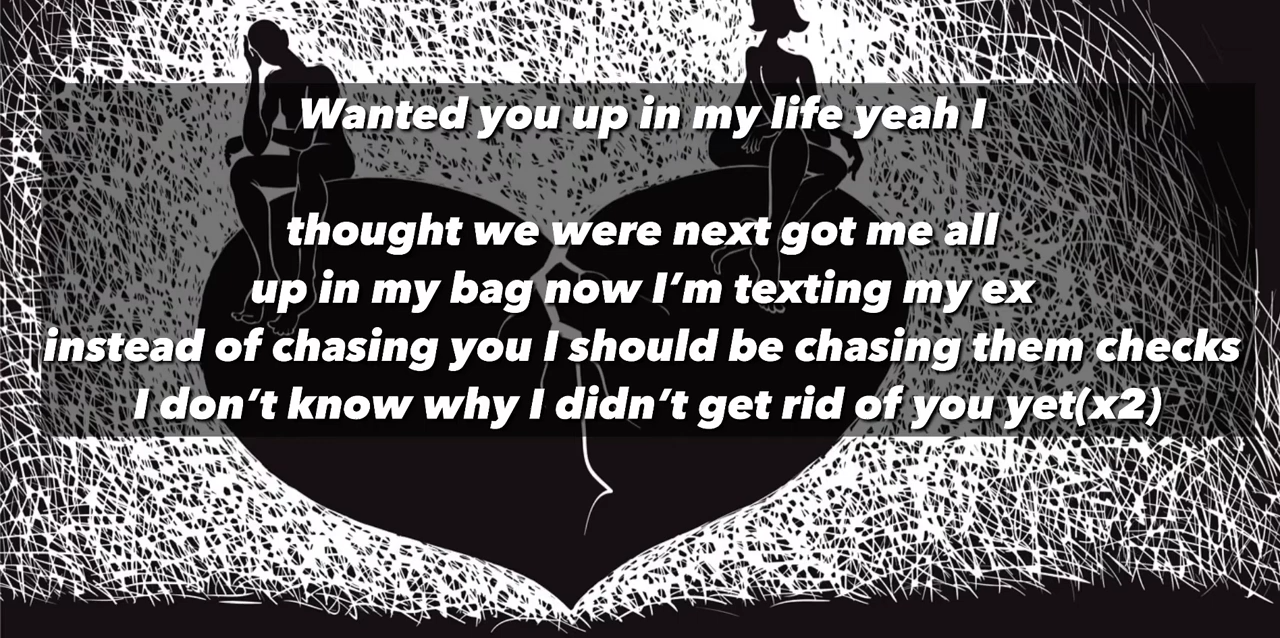 Wanted you up in my life yeah I
thought we were next got me all
up in my bag now I’m texting my ex
instead of chasing you I should be chasing them checks
I don’t know why I didn’t get rid of you yet(x2)